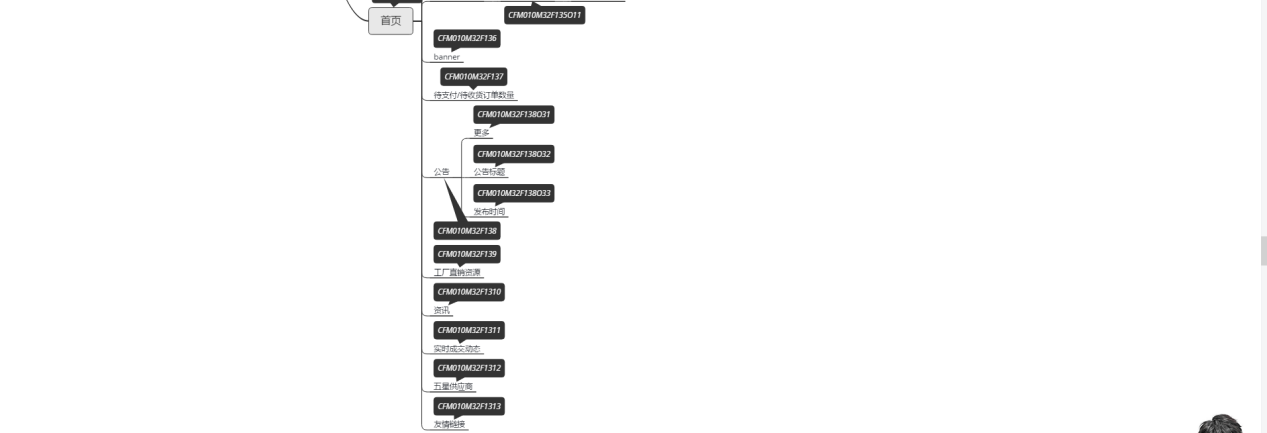 首页
CFM010M32F135O11
CFM010M32F136
banner
CFM010M32F137
待支付/待收货订单数量
CFM010M32F138O31
更多
CFM010M32F138O32
公告
公告标题
CFM010M32F138O33
发布时间
CFM010M32F138
CFM010M32F139
工厂直销资源
CFM010M32F1310
资讯
CFM010M32F1311
实时成交动态
CFM010M32F1312
五星供应商
CFM010M32F1313
友情链接